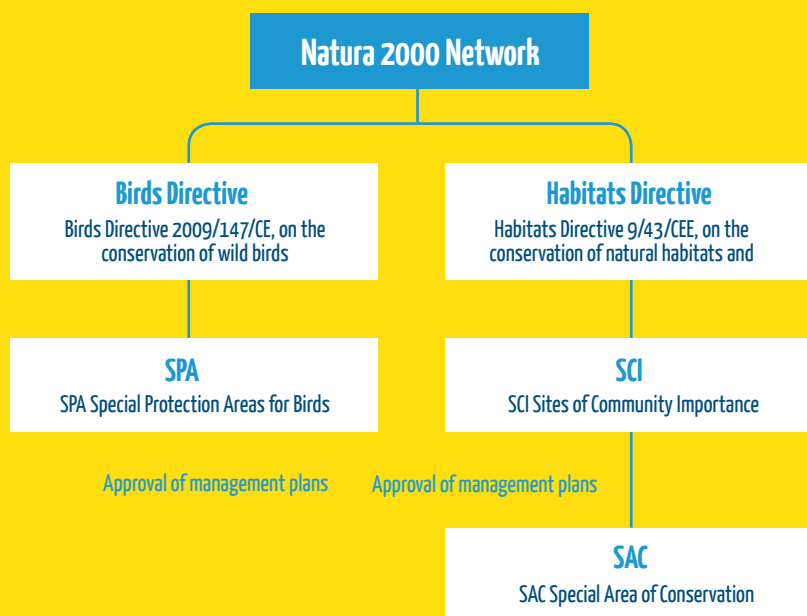 Natura 2000 Network
Birds Directive
Birds Directive 2009/147/CE, on the
conservation of wild birds
Habitats Directive
Habitats Directive 9/43/CEE, on the
conservation of natural habitats and
SPA
SPA Special Protection Areas for Birds
SCI
SCI Sites of Community Importance
Approval of management plans
Approval of management plans
SAC
SAC Special Area of Conservation